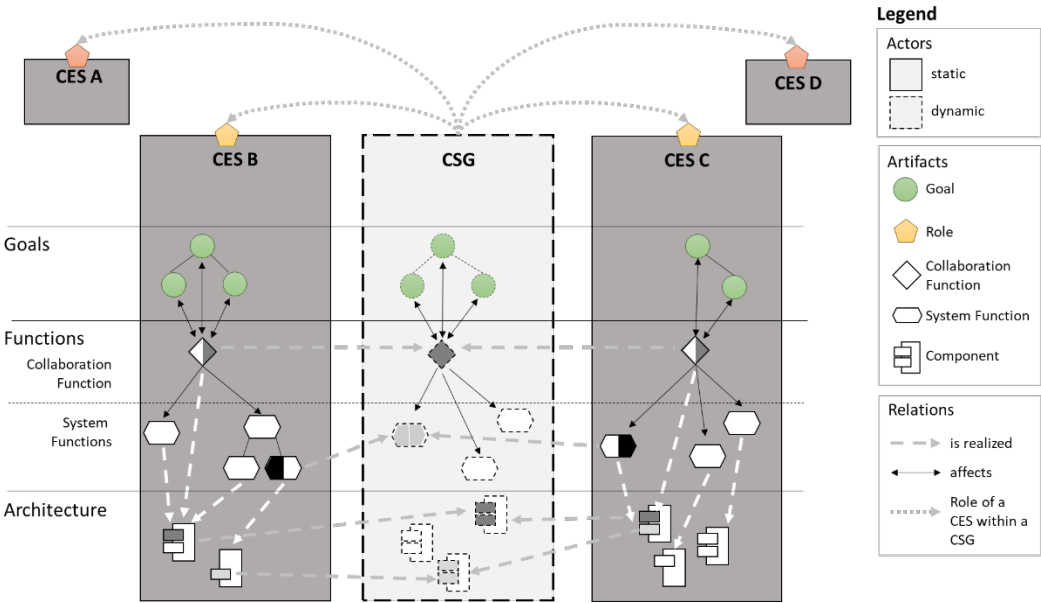 CES A
CES D
CES B
CSG
CES C
Goals
Functions
Collaboration
Function
System
Functions
Architecture
Legend
Actors
static
dynamic
Artifacts
Goal
Role
Collaboration
Function
System Function
Component
Relations
is realized
affects
Role of a
CES within a
CSG